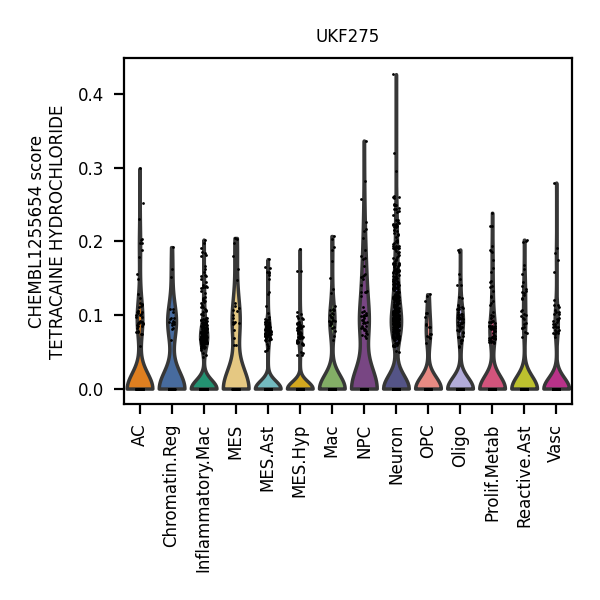 UKF275
CHEMBL1255654 score
TETRACAINE HYDROCHLORIDE
0.4
0.3
0.2
0.1
0.0
AC
Chromatin.Reg
Inflammatory.Mac
MES
MES.Ast
MES.Hyp
Mac
NPC
Neuron
OPC
Oligo
Prolif.Metab
Reactive.Ast
Vasc